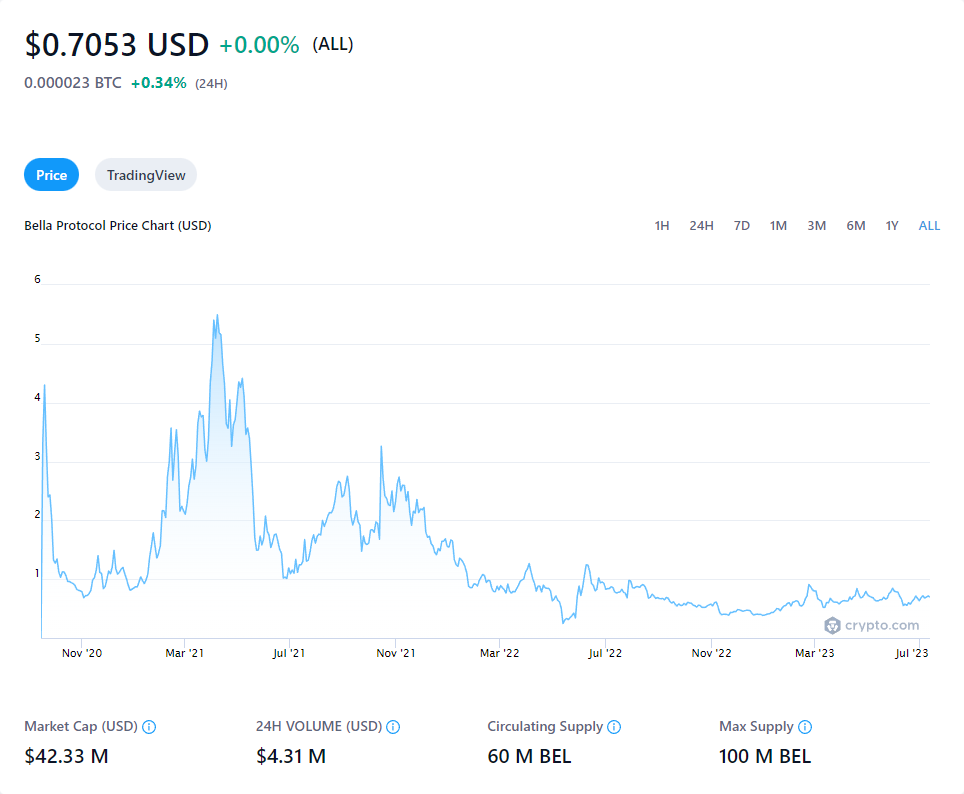 $0.7053 USD +0.00% (ALL)
0.000023 BTC +0.34% (24H)
Price TradingView
Bella Protocol Price Chart (USD) 1H 24H 7D 1M 3M 6M 1Y ALL
6
5
4
3
2
1
crypto.com
Nov '20 Mar '21 Jul '21 Nov '21 Mar '22 Jul '22 Nov '22 Mar '23 Jul '23
Market Cap (USD) 24H VOLUME (USD) Circulating Supply Max Supply
$42.33 M $4.31 M 60 M BEL 100 M BEL